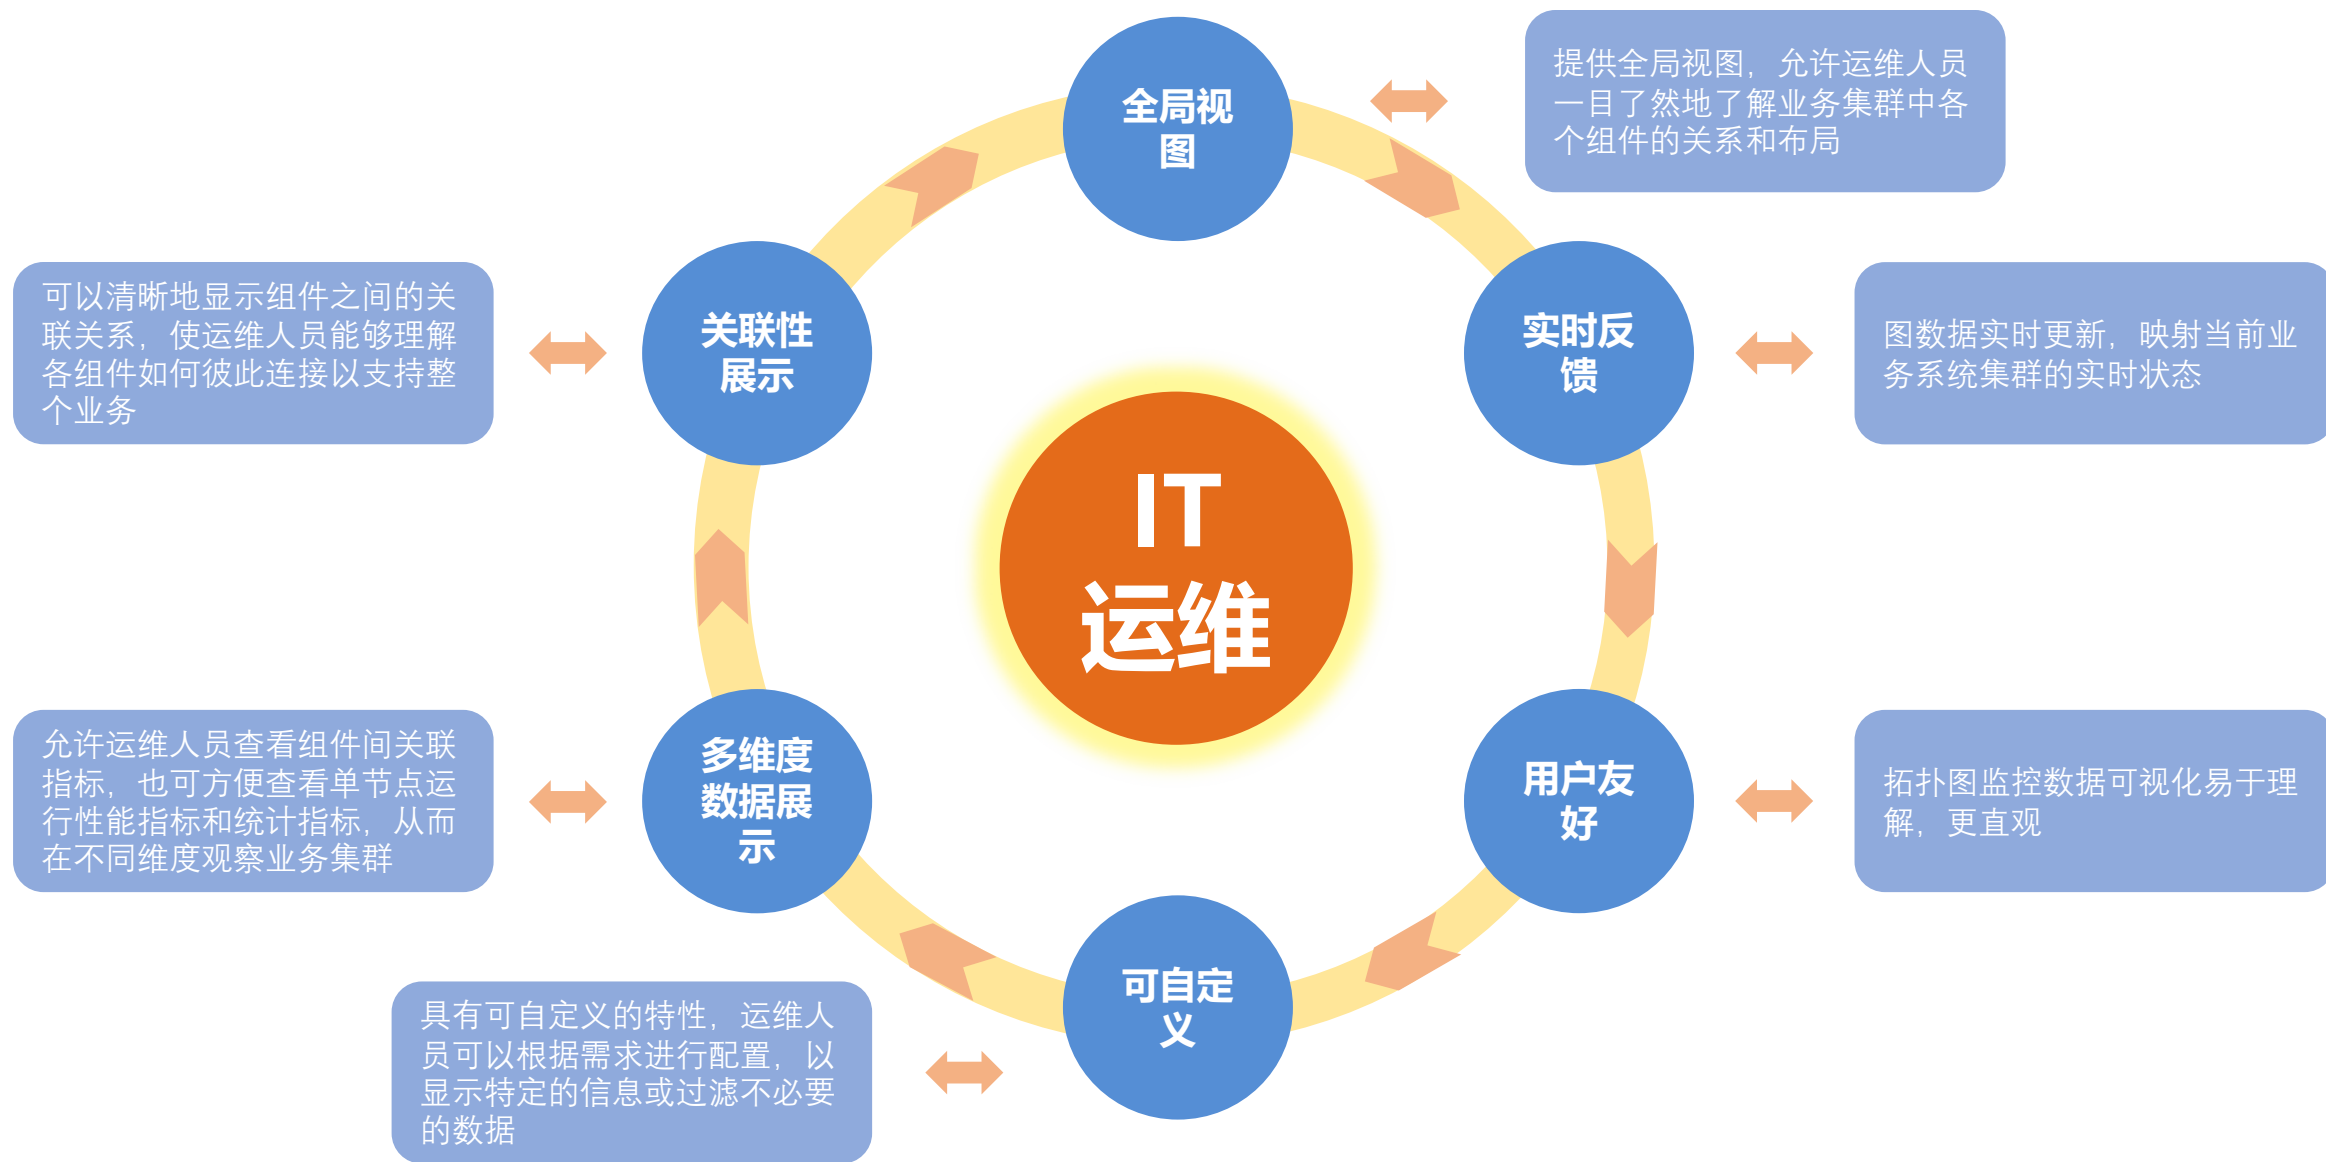 全局视
图
提供全局视图，允许运维人员
一目了然地了解业务集群中各
个组件的关系和布局
实时反
馈
图数据实时更新，映射当前业
务系统集群的实时状态
用户友
好
拓扑图监控数据可视化易于理
解，更直观
可自定
义
具有可自定义的特性，运维人
员可以根据需求进行配置，以
显示特定的信息或过滤不必要
的数据
多维度
数据展
示
允许运维人员查看组件间关联
指标，也可方便查看单节点运
行性能指标和统计指标，从而
在不同维度观察业务集群
关联性
展示
可以清晰地显示组件之间的关
联关系，使运维人员能够理解
各组件如何彼此连接以支持整
个业务
IT
运维